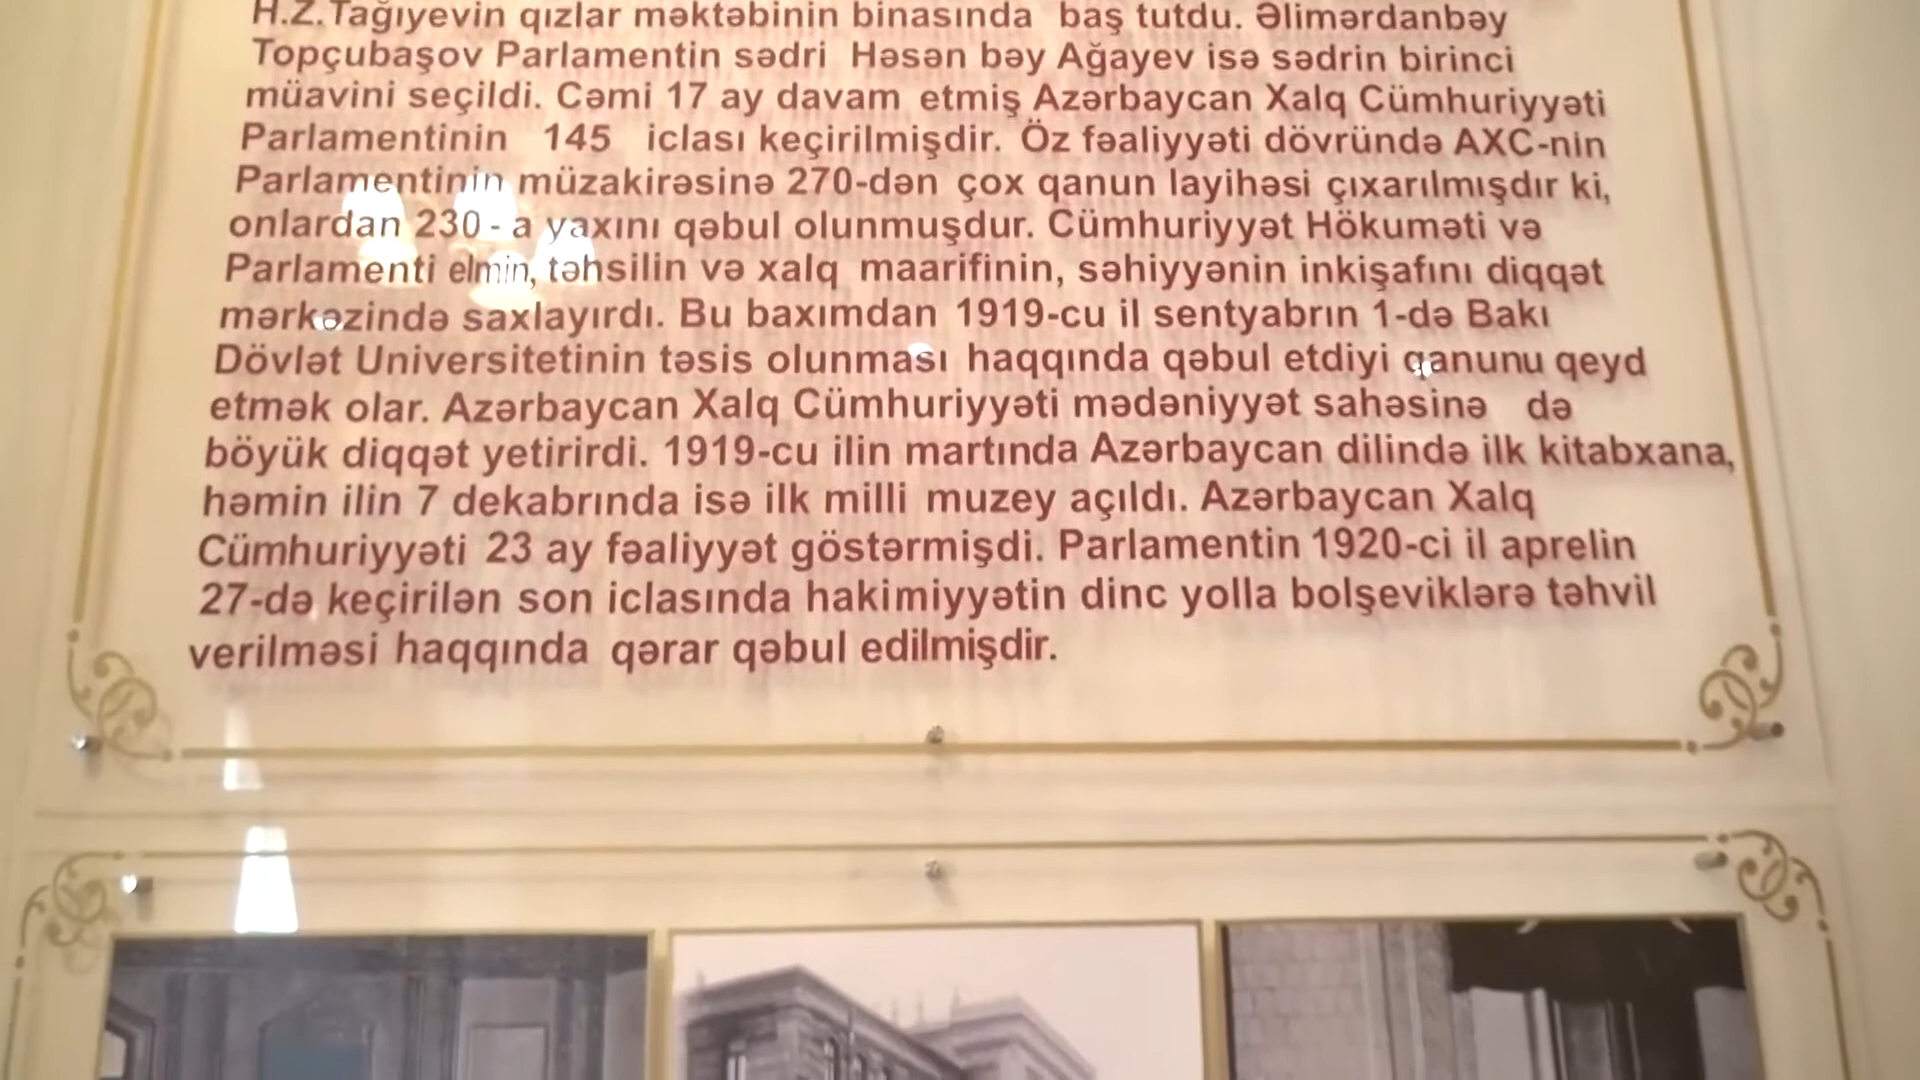 H.Z.Tağıyevin qızlar məktəbinin binasında baş tutdu. Əlimərdanbəy
Topçubaşov Parlamentin sədri Həsən bəy Ağayev isə sədrin birinci
müavini seçildi. Cəmi 17 ay davam etmiş Azərbaycan Xalq Cümhuriyyəti
Parlamentinin 145 iclası keçirilmişdir. Öz fəaliyyəti dövründə AXC-nin
Parlamentinin müzakirəsinə 270-dən çox qanun layihəsi çıxarılmışdır ki,
onlardan 230 - a yaxını qəbul olunmuşdur. Cümhuriyyət Hökuməti və
Parlamenti elmin, təhsilin və xalq maarifinin, səhiyyənin inkişafını diqqət
mərkəzində saxlayırdı. Bu baxımdan 1919-cu il sentyabrın 1-də Bakı
Dövlət Universitetinin təsis olunması haqqında qəbul etdiyi qanunu qeyd
etmək olar. Azərbaycan Xalq Cümhuriyyəti mədəniyyət sahəsinə də
böyük diqqət yetirirdi. 1919-cu ilin martında Azərbaycan dilində ilk kitabxana,
həmin ilin 7 dekabrında isə ilk milli muzey açıldı. Azərbaycan Xalq
Cümhuriyyəti 23 ay fəaliyyət göstərmişdi. Parlamentin 1920-ci il aprelin
27-də keçirilən son iclasında hakimiyyətin dinc yolla bolşeviklərə təhvil
verilməsi haqqında qərar qəbul edilmişdir.